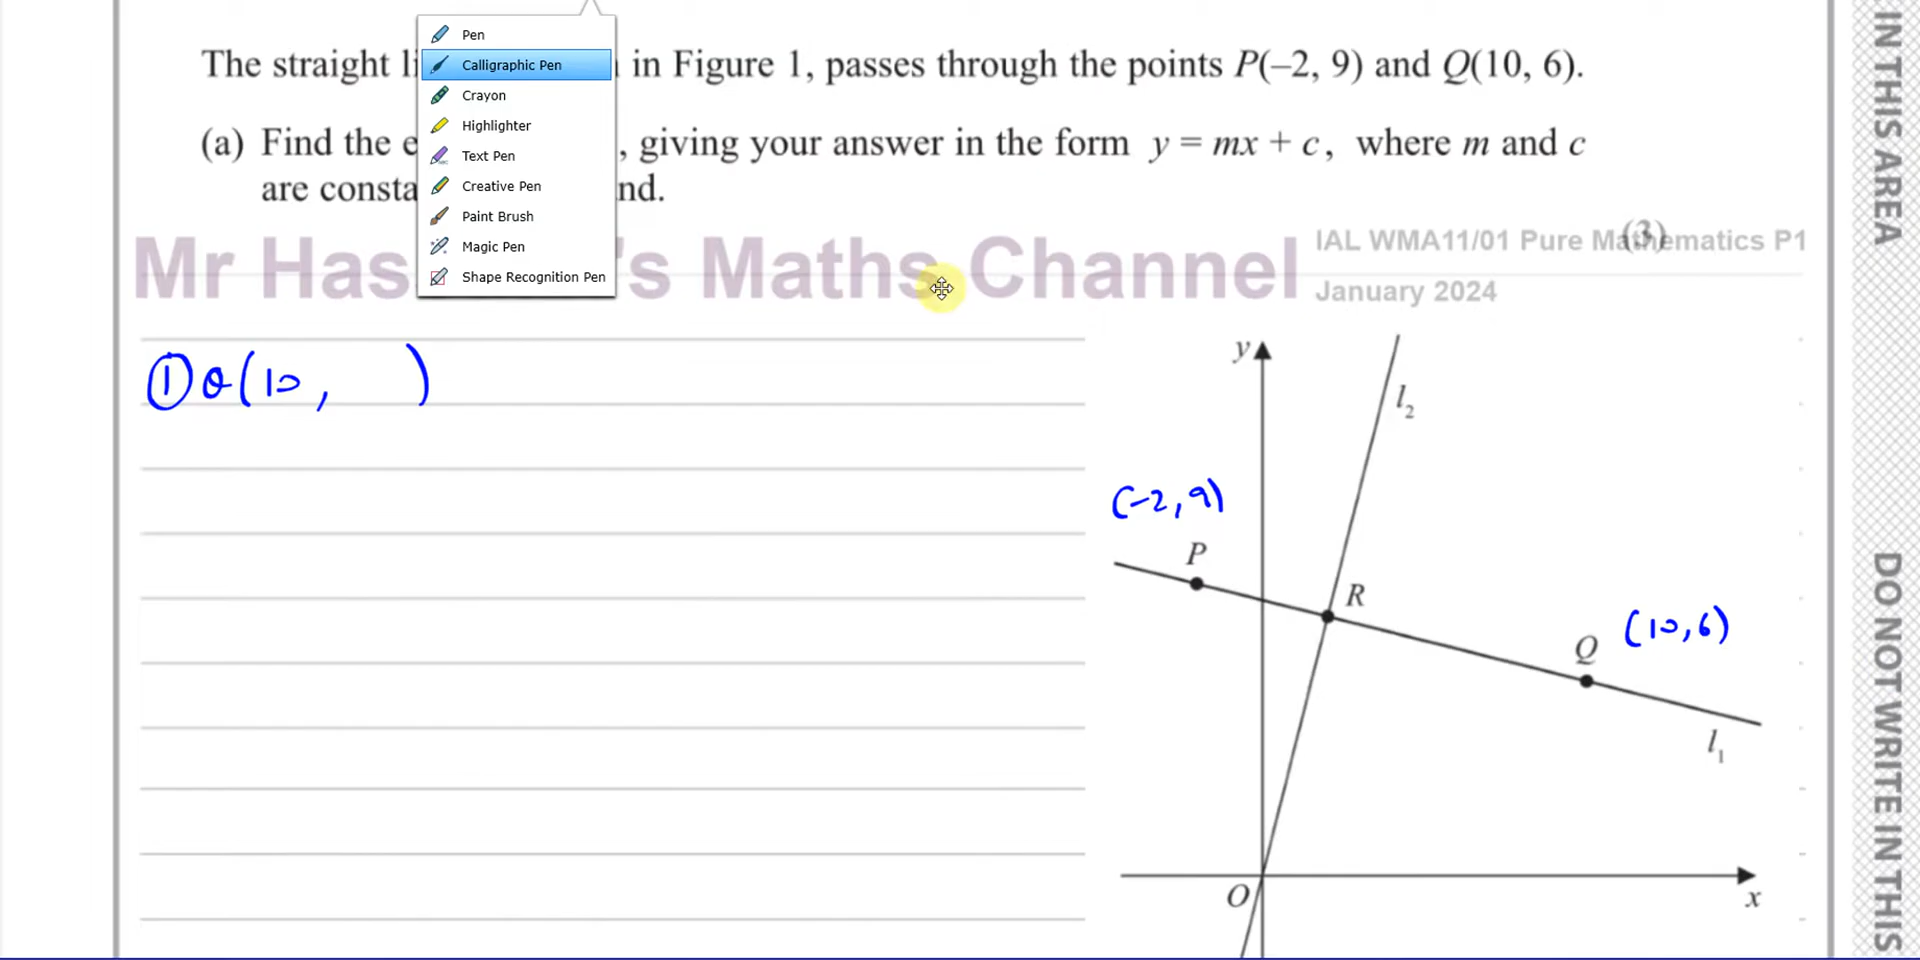 The straight li in Figure 1, passes through the points P(–2, 9) and Q(10, 6).
(a) Find the e , giving your answer in the form y = mx + c, where m and c
are consta nd.
(3)
Pen
Calligraphic Pen
Crayon
Highlighter
Text Pen
Creative Pen
Paint Brush
Magic Pen
Shape Recognition Pen
Mr Has 's Maths Channel
IAL WMA11/01 Pure Mathematics P1
January 2024
① Q(10, )
y
l₂
(-2, 9)
P
R
(10, 6)
Q
l₁
O
x
IN THIS AREA
DO NOT WRITE IN THIS